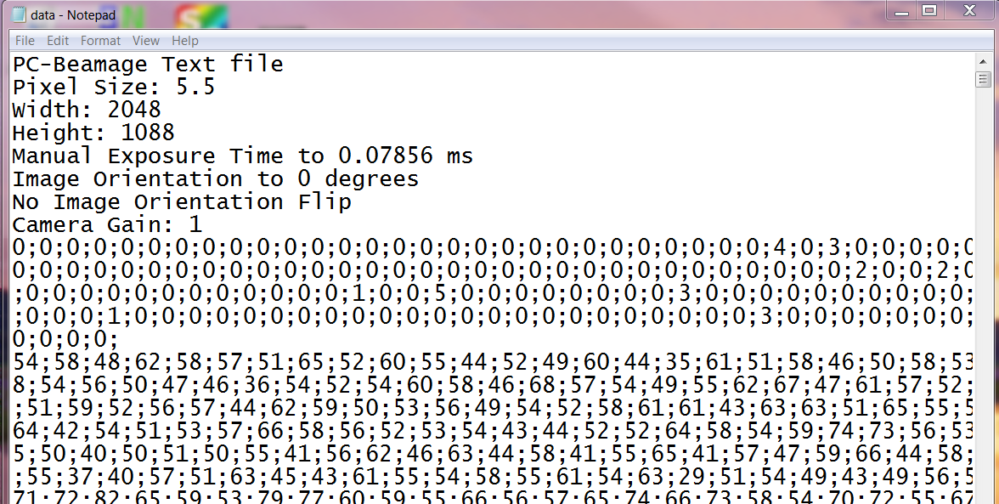 data - Notepad
File Edit Format View Help
PC-Beamage Text file
Pixel Size: 5.5
Width: 2048
Height: 1088
Manual Exposure Time to 0.07856 ms
Image Orientation to 0 degrees
No Image Orientation Flip
Camera Gain: 1
0;0;0;0;0;0;0;0;0;0;0;0;0;0;0;0;0;0;0;0;0;0;0;0;0;0;0;0;4;0;3;0;0;0;0;0
0;0;0;0;0;0;0;0;0;0;0;0;0;0;0;0;0;0;0;0;0;0;0;0;0;0;0;0;0;0;0;2;0;0;2;0
;0;0;0;0;0;0;0;0;0;0;0;0;1;0;0;5;0;0;0;0;0;0;0;0;3;0;0;0;0;0;0;0;0;0;0;
;0;0;0;1;0;0;0;0;0;0;0;0;0;0;0;0;0;0;0;0;0;0;0;0;0;0;0;3;0;0;0;0;0;0;0;
0;0;0;0;
54;58;48;62;58;57;51;65;52;60;55;44;52;49;60;44;35;61;51;58;46;50;58;53
8;54;56;50;47;46;36;54;52;54;60;58;46;68;57;54;49;55;62;67;47;61;57;52;
;51;59;52;56;57;44;62;59;50;53;56;49;54;52;58;61;61;43;63;63;51;65;55;5
64;42;54;51;53;57;66;58;56;52;53;54;43;44;52;52;64;58;54;59;74;73;56;53
5;50;40;50;51;50;55;41;56;62;46;63;44;58;41;55;65;41;57;47;59;66;44;58;
;55;37;40;57;51;63;45;43;61;55;54;58;55;61;54;63;29;51;54;49;43;49;56;5
71;72;82;65;59;53;79;77;60;59;55;66;56;57;65;74;66;73;58;54;70;72;55;67